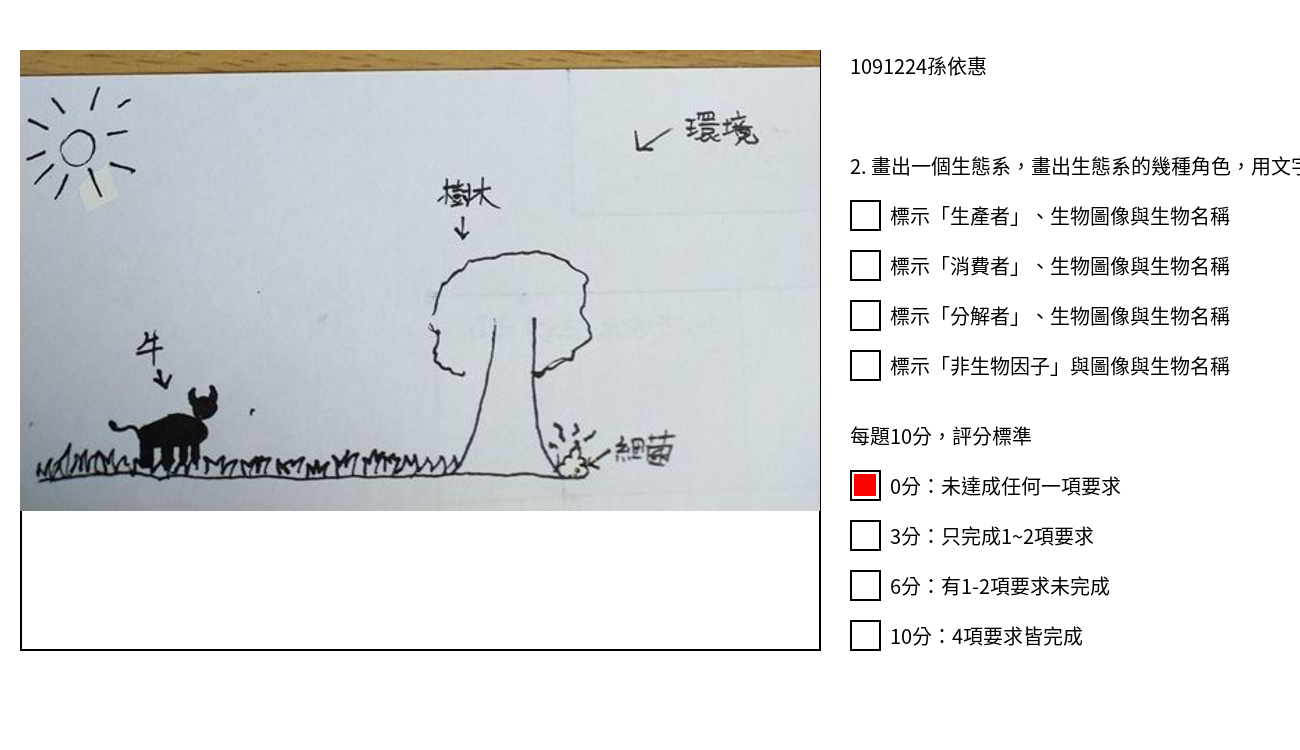 環境
樹木
牛
細菌
1091224孫依惠
2. 畫出一個生態系，畫出生態系的幾種角色，用文字
標示「生產者」、生物圖像與生物名稱
標示「消費者」、生物圖像與生物名稱
標示「分解者」、生物圖像與生物名稱
標示「非生物因子」與圖像與生物名稱
每題10分，評分標準
0分：未達成任何一項要求
3分：只完成1~2項要求
6分：有1-2項要求未完成
10分：4項要求皆完成